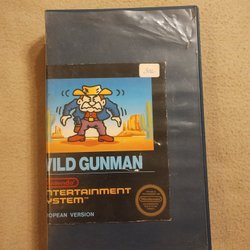 WILD GUNMAN
Nintendo
ENTERTAINMENT
SYSTEM
EUROPEAN VERSION